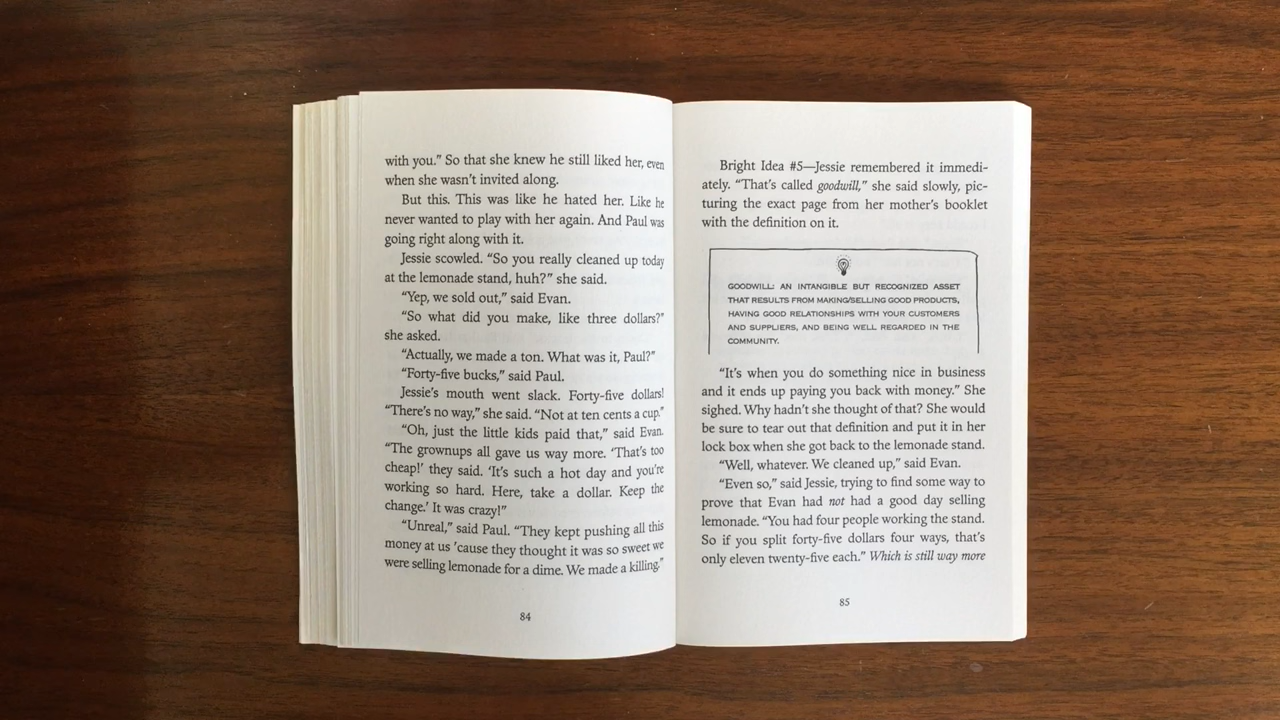 with you.” So that she knew he still liked her, even
when she wasn’t invited along.
But this. This was like he hated her. Like he
never wanted to play with her again. And Paul was
going right along with it.
Jessie scowled. “So you really cleaned up today
at the lemonade stand, huh?” she said.
“Yep, we sold out,” said Evan.
“So what did you make, like three dollars?”
she asked.
“Actually, we made a ton. What was it, Paul?”
“Forty-five bucks,” said Paul.
Jessie’s mouth went slack. Forty-five dollars!
“There’s no way,” she said. “Not at ten cents a cup.”
“Oh, just the little kids paid that,” said Evan.
“The grownups all gave us way more. ‘That’s too
cheap!’ they said. ‘It’s such a hot day and you’re
working so hard. Here, take a dollar. Keep the
change.’ It was crazy!”
“Unreal,” said Paul. “They kept pushing all this
money at us ’cause they thought it was so sweet we
were selling lemonade for a dime. We made a killing.”
84
Bright Idea #5—Jessie remembered it immedi-
ately. “That’s called goodwill,” she said slowly, pic-
turing the exact page from her mother’s booklet
with the definition on it.
GOODWILL: AN INTANGIBLE BUT RECOGNIZED ASSET
THAT RESULTS FROM MAKING/SELLING GOOD PRODUCTS,
HAVING GOOD RELATIONSHIPS WITH YOUR CUSTOMERS
AND SUPPLIERS, AND BEING WELL REGARDED IN THE
COMMUNITY.
“It’s when you do something nice in business
and it ends up paying you back with money.” She
sighed. Why hadn’t she thought of that? She would
be sure to tear out that definition and put it in her
lock box when she got back to the lemonade stand.
“Well, whatever. We cleaned up,” said Evan.
“Even so,” said Jessie, trying to find some way to
prove that Evan had not had a good day selling
lemonade. “You had four people working the stand.
So if you split forty-five dollars four ways, that’s
only eleven twenty-five each.” Which is still way more
85